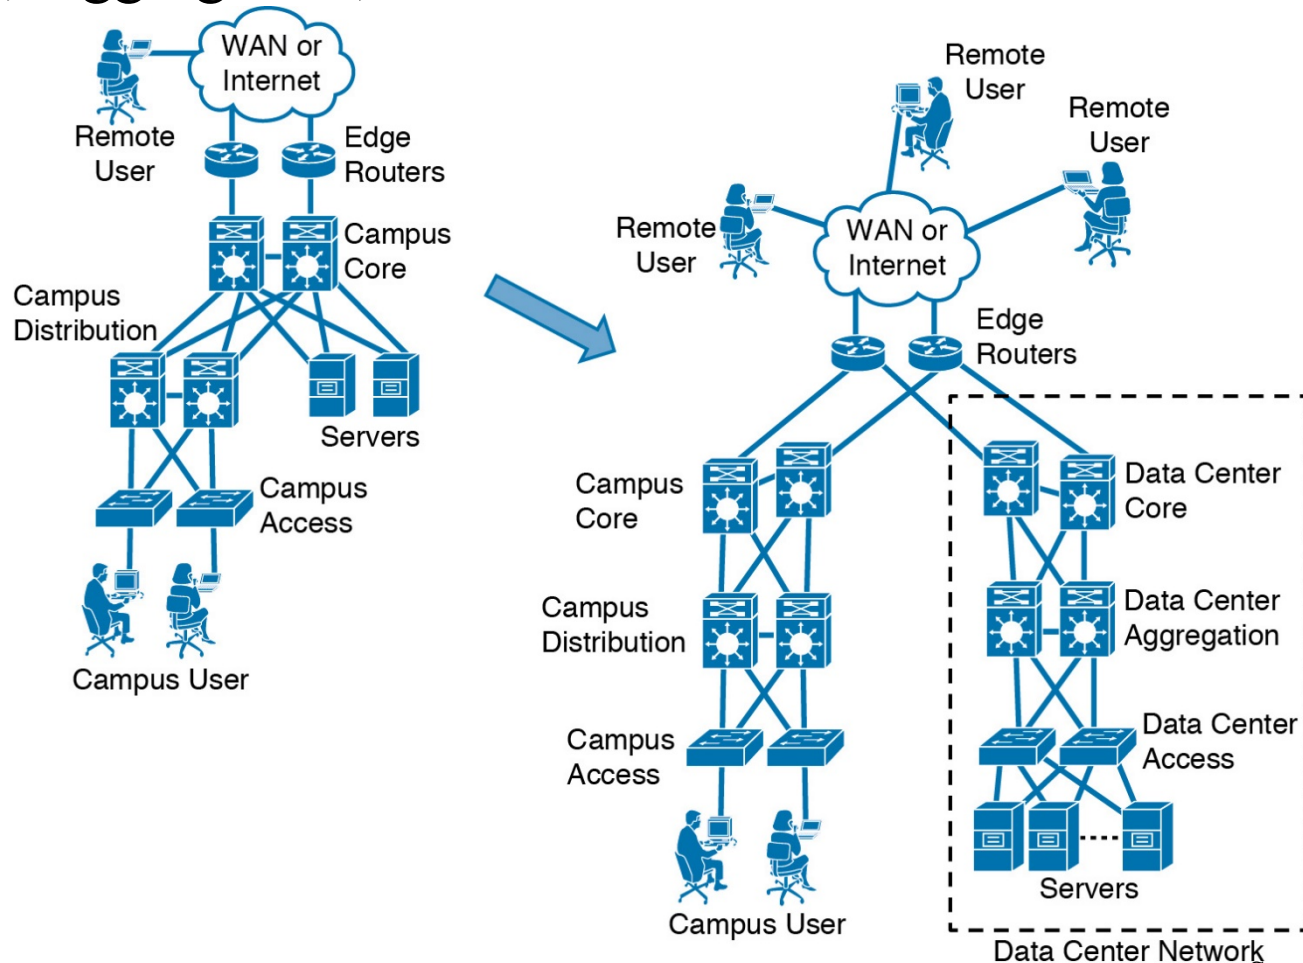 WAN or
Internet
Remote
User
Edge
Routers
Campus
Core
Campus
Distribution
Servers
Campus
Access
Campus User
Remote
User
Remote
User
Remote
User
WAN or
Internet
Edge
Routers
Campus
Core
Data Center
Core
Campus
Distribution
Data Center
Aggregation
Campus
Access
Data Center
Access
Servers
Campus User
Data Center Network